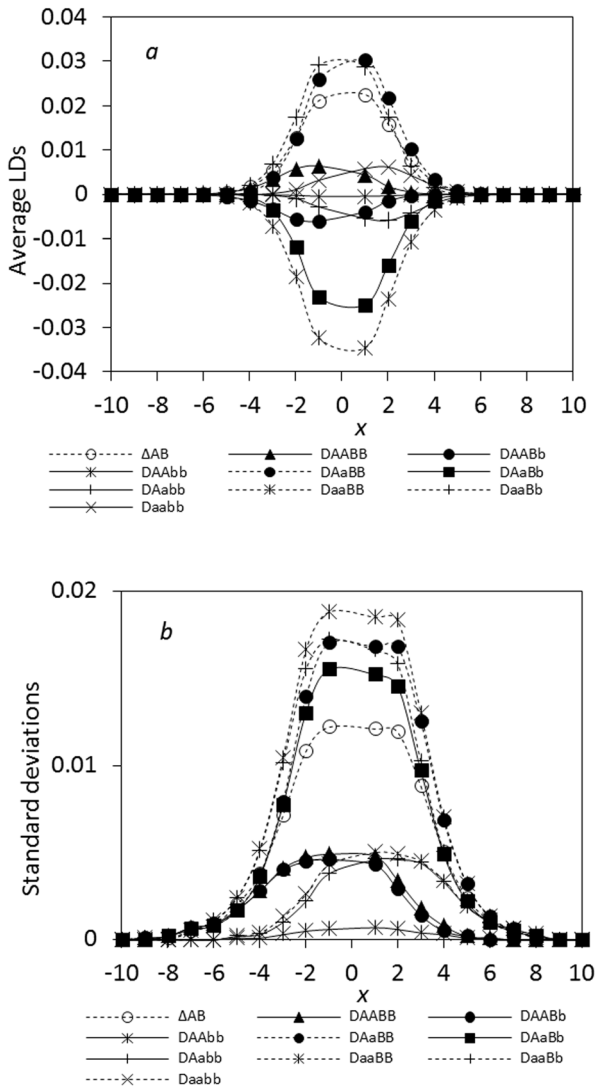 a
0.04
0.03
0.02
0.01
0
-0.01
-0.02
-0.03
-0.04
Average LDs
-10 -8 -6 -4 -2 0 2 4 6 8 10
x
ΔAB DAABB DAABb
DAAbb DAaBB DAaBb
DAabb DaaBB DaaBb
Daabb
b
0.02
0.01
0
Standard deviations
-10 -8 -6 -4 -2 0 2 4 6 8 10
x
ΔAB DAABB DAABb
DAAbb DAaBB DAaBb
DAabb DaaBB DaaBb
Daabb